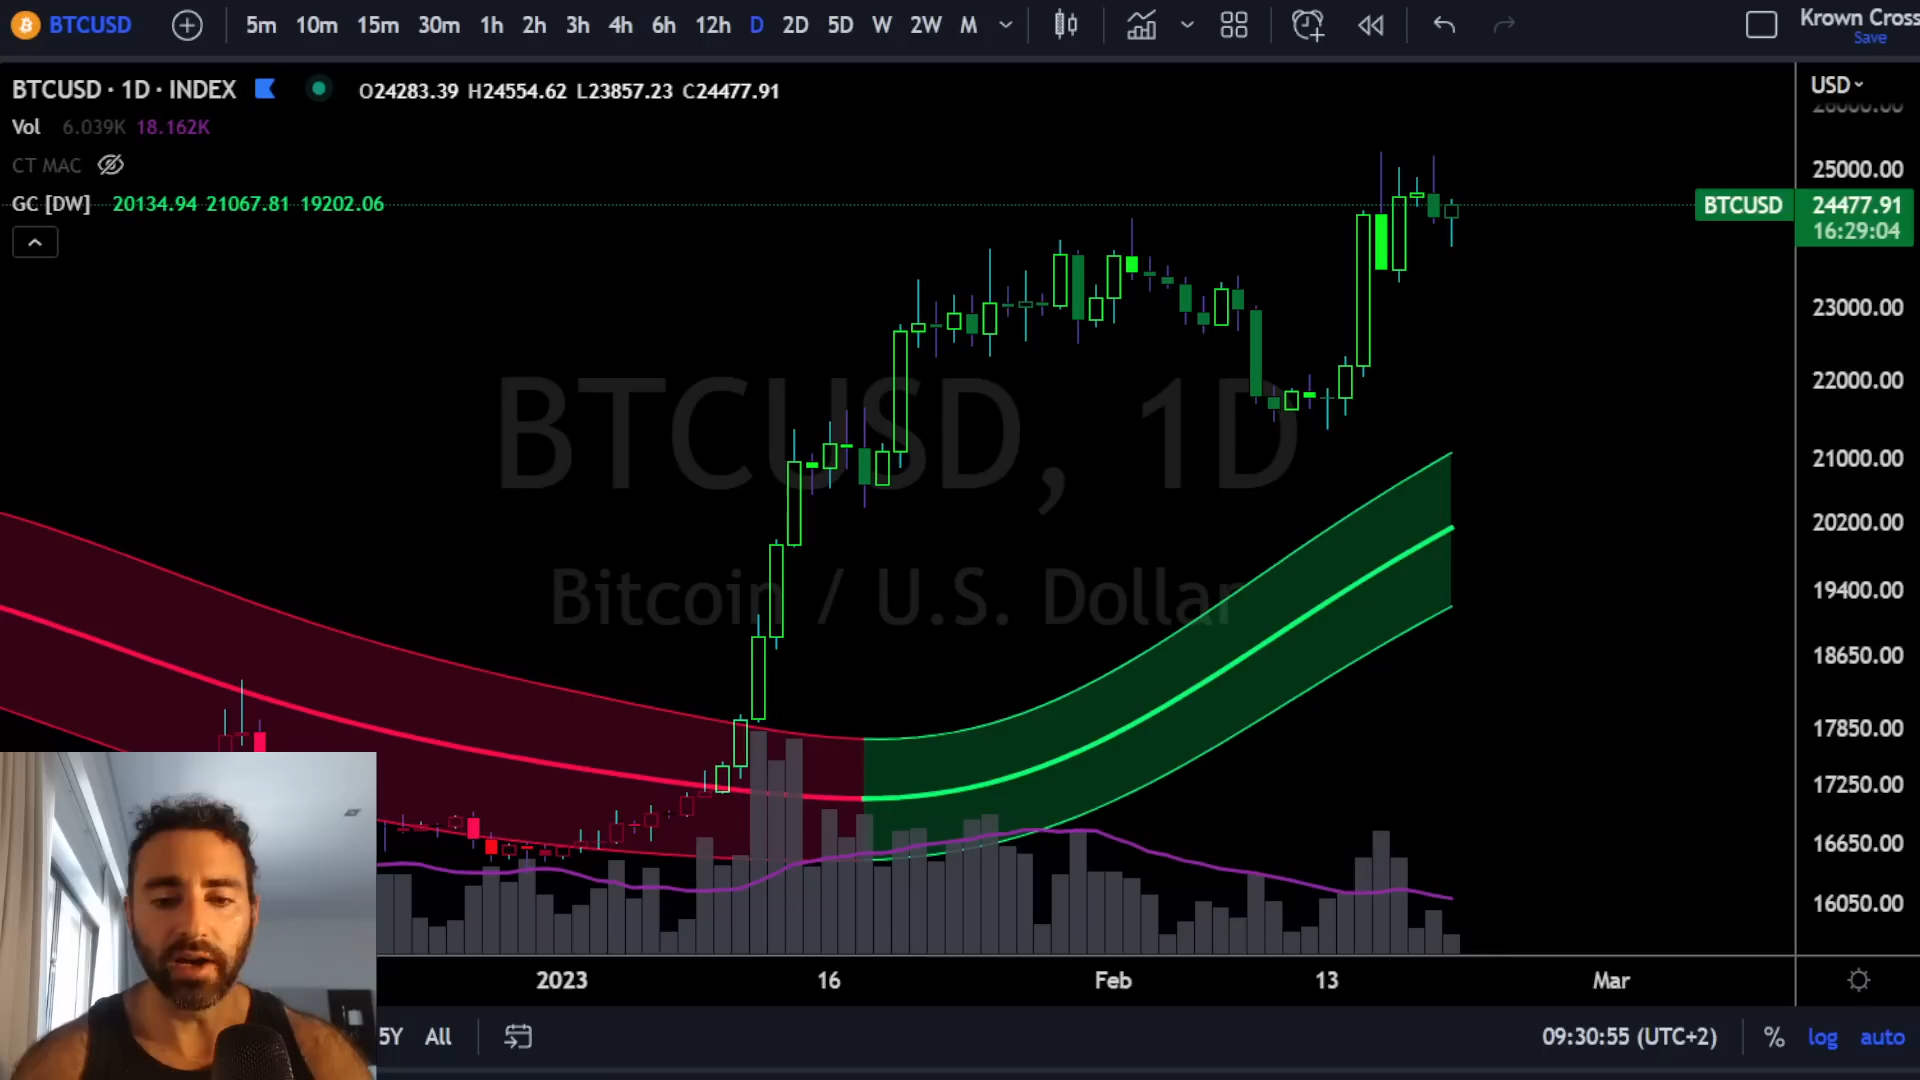 BTCUSD 5m 10m 15m 30m 1h 2h 3h 4h 6h 12h D 2D 5D W 2W M Krown Cross
Save
BTCUSD · 1D · INDEX O24283.39 H24554.62 L23857.23 C24477.91
USD
Vol 6.039K 18.162K
CT MAC
25000.00
GC [DW] 20134.94 21067.81 19202.06
BTCUSD 24477.91
16:29:04
23000.00
22000.00
BTCUSD, 1D
21000.00
20200.00
Bitcoin / U.S. Dollar
19400.00
18650.00
17850.00
17250.00
16650.00
16050.00
2023 16 Feb 13 Mar
5Y All 09:30:55 (UTC+2) % log auto